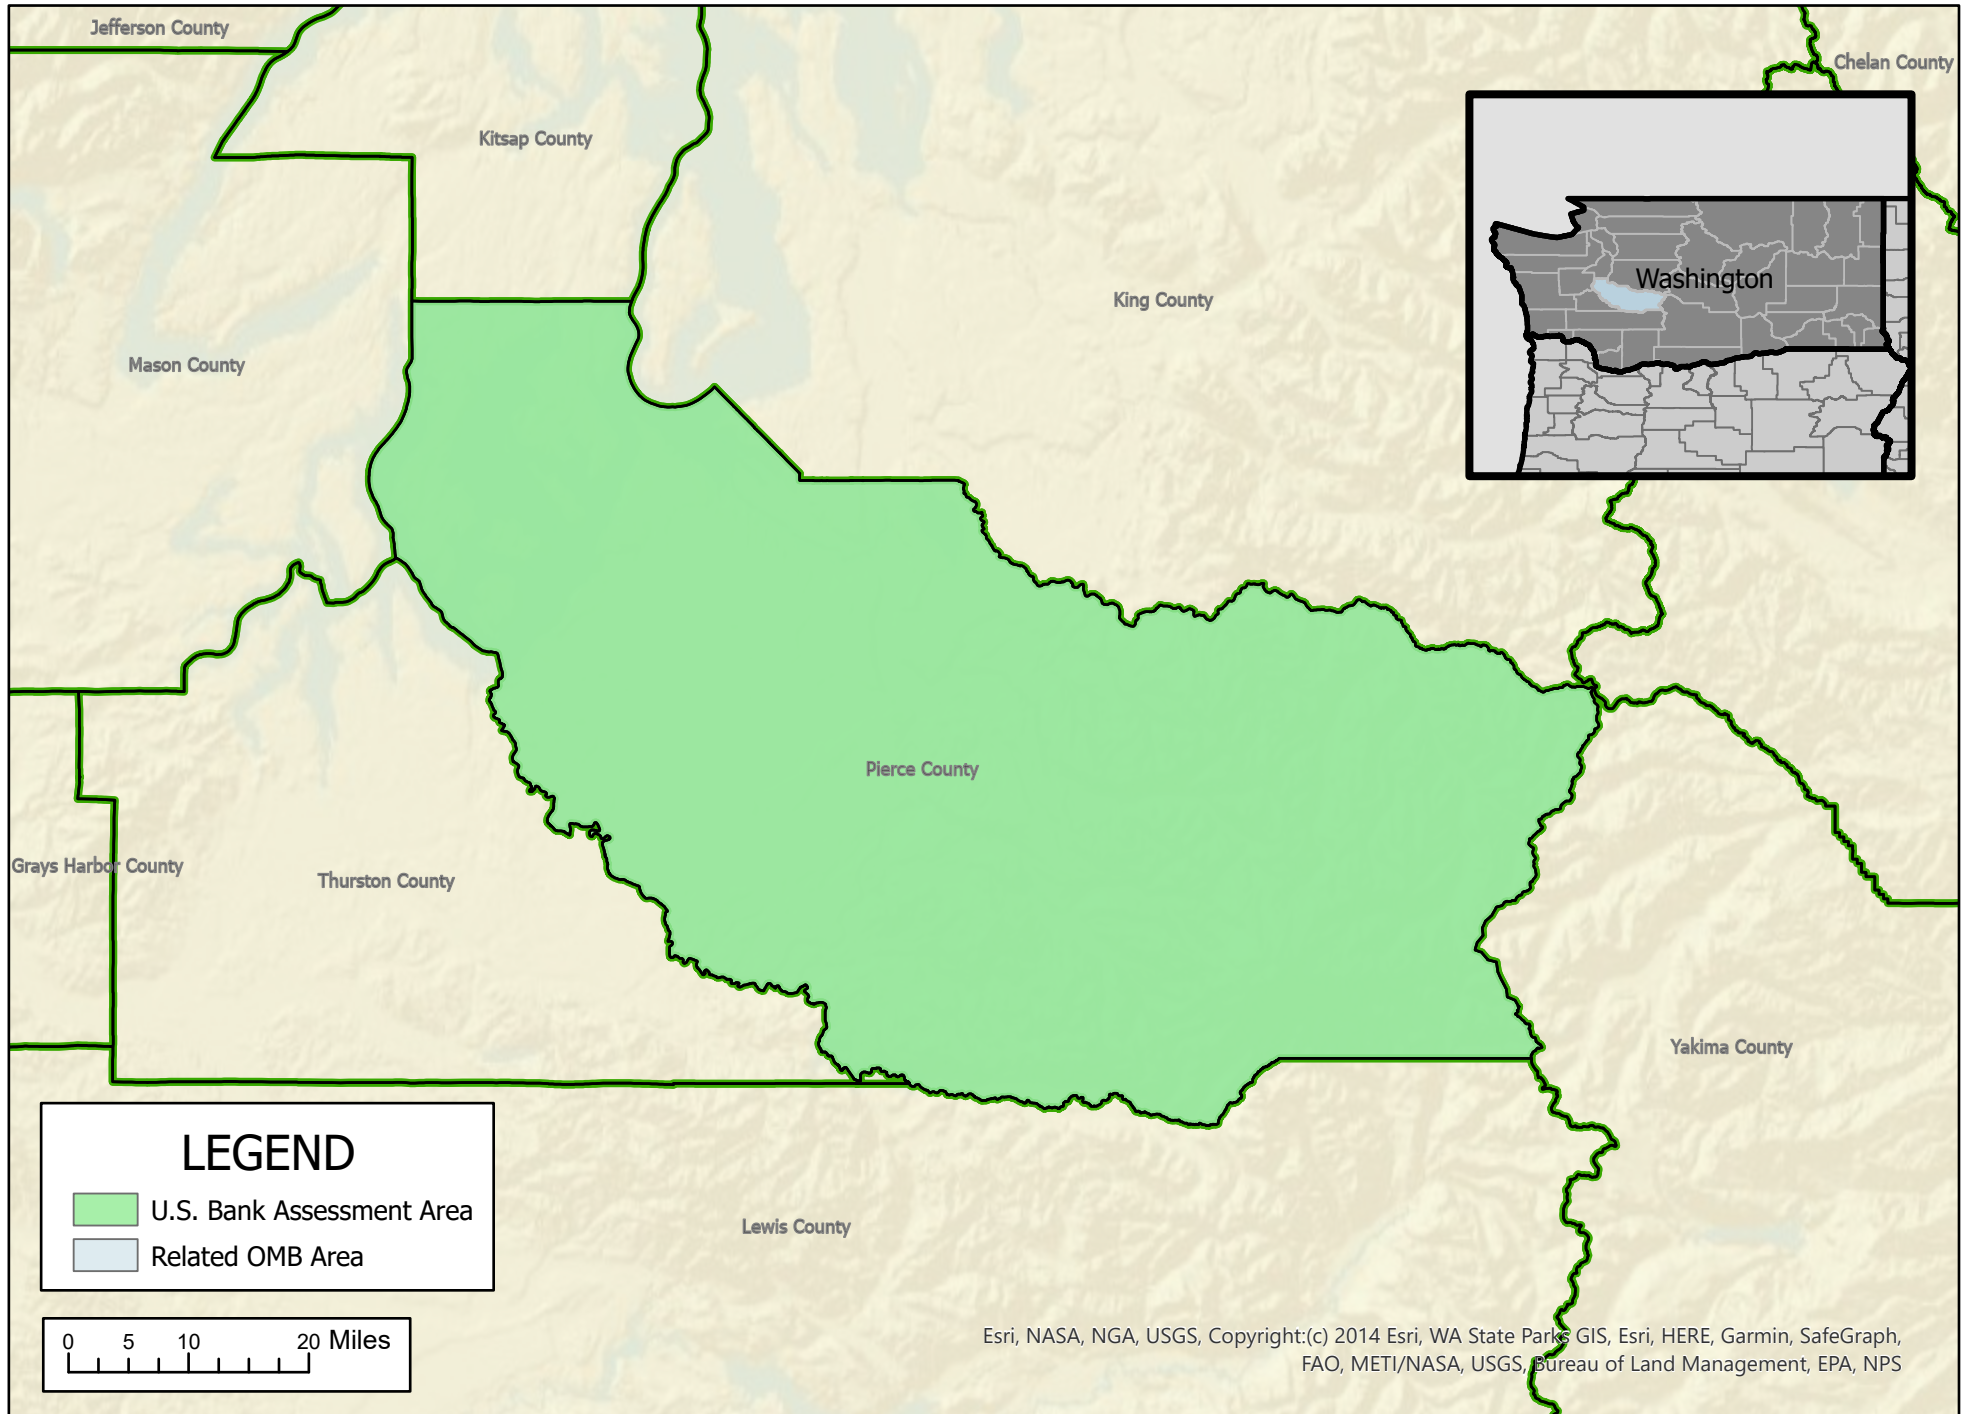 Jefferson County
Chelan County
Kitsap County
Washington
King County
Mason County
Pierce County
Grays Harbor County
Thurston County
Yakima County
LEGEND
U.S. Bank Assessment Area
Related OMB Area
Lewis County
0 5 10 20 Miles
Esri, NASA, NGA, USGS, Copyright:(c) 2014 Esri, WA State Parks GIS, Esri, HERE, Garmin, SafeGraph,
FAO, METI/NASA, USGS, Bureau of Land Management, EPA, NPS